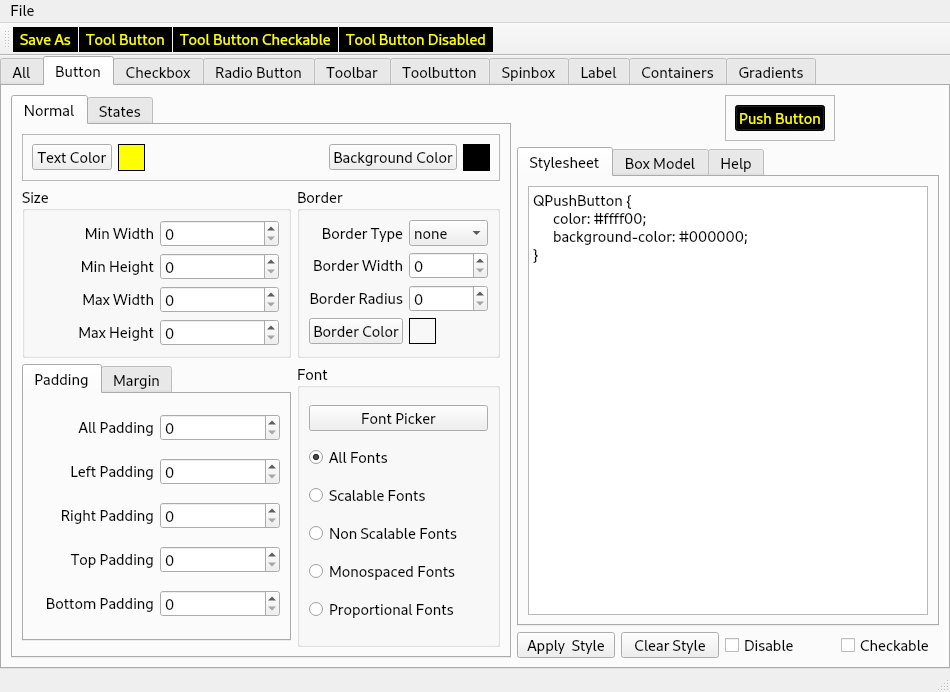 File
Save As Tool Button Tool Button Checkable Tool Button Disabled
All Button Checkbox Radio Button Toolbar Toolbutton Spinbox Label Containers Gradients
Normal States
Text Color Background Color
Size
Min Width 0
Min Height 0
Max Width 0
Max Height 0
Border
Border Type none
Border Width 0
Border Radius 0
Border Color
Padding Margin
All Padding 0
Left Padding 0
Right Padding 0
Top Padding 0
Bottom Padding 0
Font
Font Picker
All Fonts
Scalable Fonts
Non Scalable Fonts
Monospaced Fonts
Proportional Fonts
Push Button
Stylesheet Box Model Help
QPushButton {
color: #ffff00;
background-color: #000000;
}
Apply Style Clear Style Disable Checkable